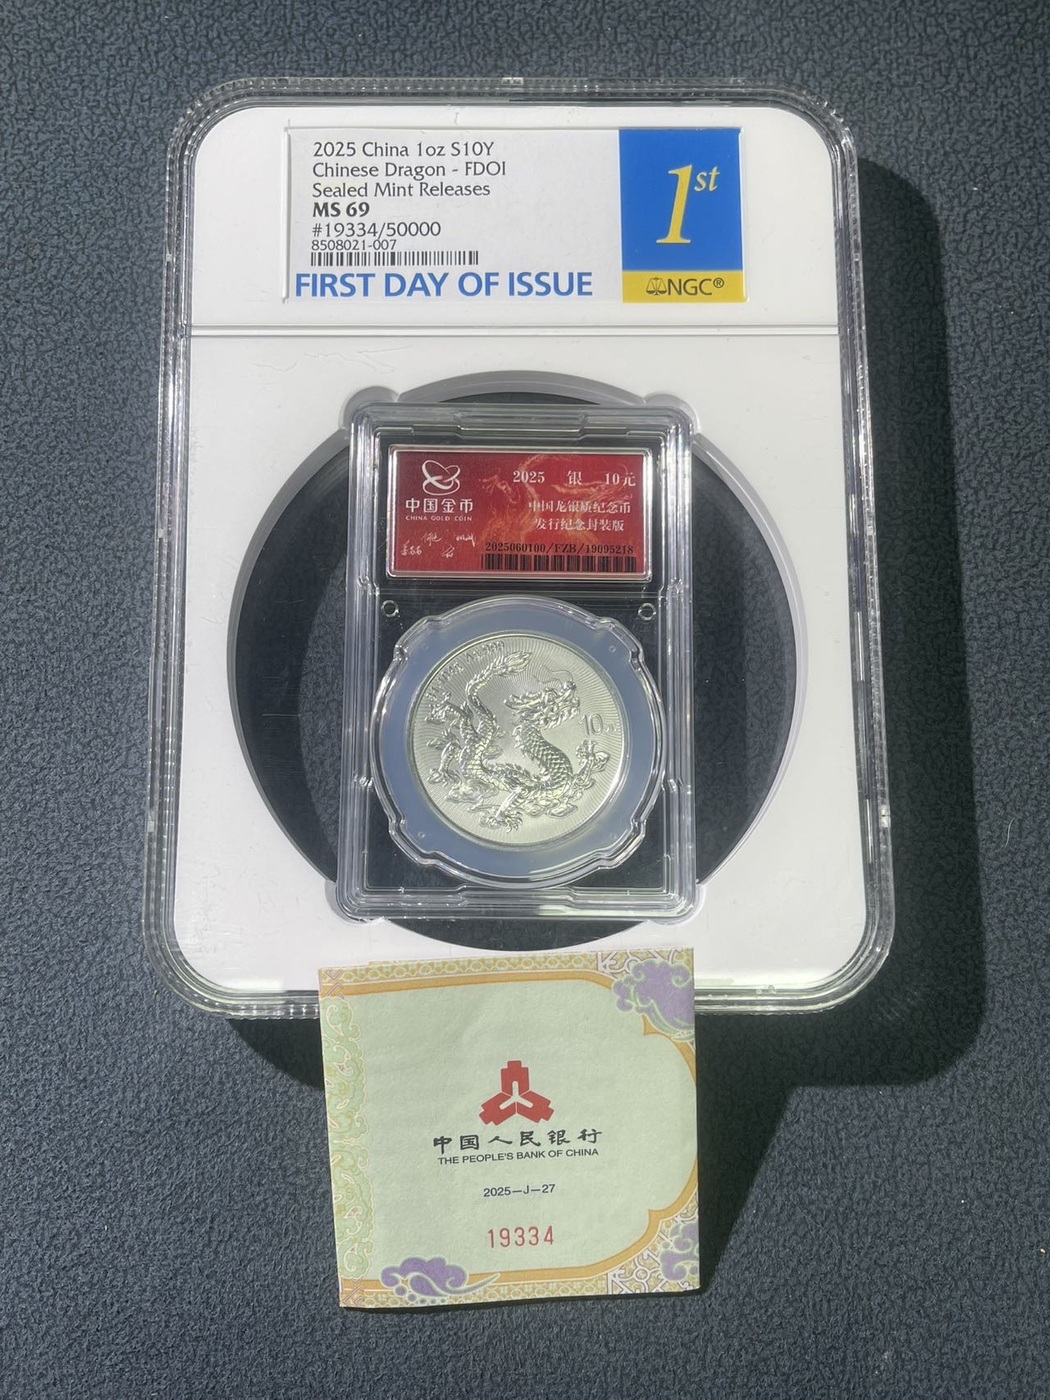 2025 China 1oz S10Y
Chinese Dragon - FDOI
Sealed Mint Releases
MS 69
#19334/50000
8508021-007
FIRST DAY OF ISSUE
1st
NGC®
中国金币
CHINA GOLD COIN
2025 银 10元
中国龙银质纪念币
发行纪念封装版
2025060100/FZB/19095218
10
中国人民银行
THE PEOPLE'S BANK OF CHINA
2025—J—27
19334